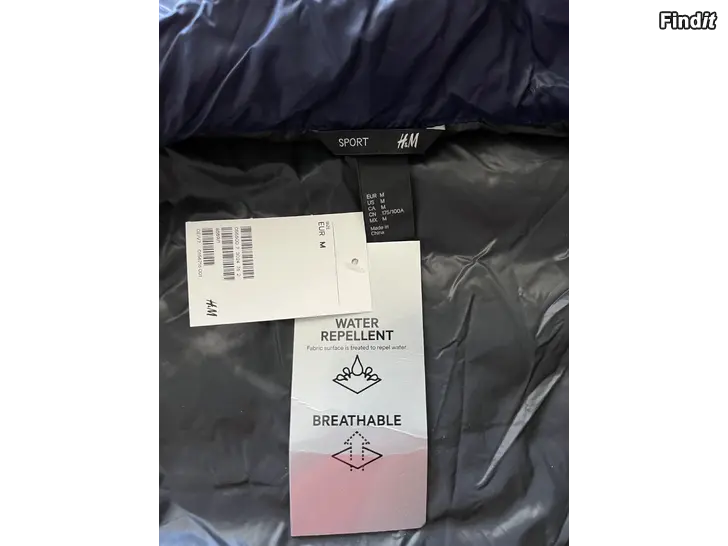 Findit
SPORT H&M
EUR M
US M
CA M
CN 175/100A
MX M
Made in
China
SIZE
EUR M
H&M
WATER
REPELLENT
Fabric surface is treated to repel water.
BREATHABLE